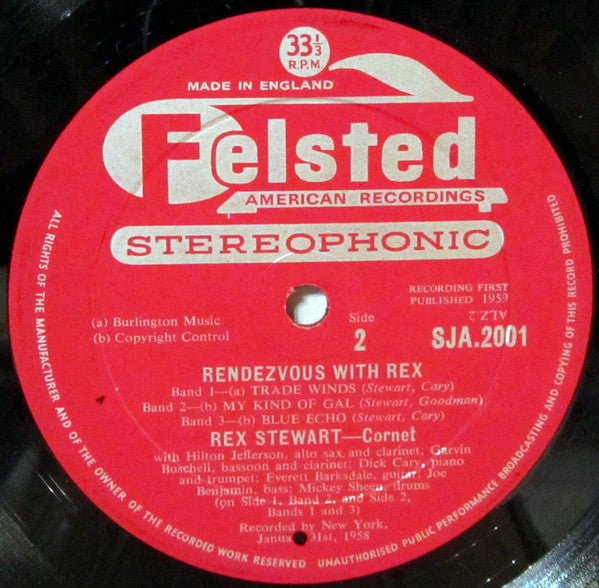 33 1/3
R.P.M
MADE IN ENGLAND
Felsted
AMERICAN RECORDINGS
STEREOPHONIC
RECORDING FIRST
PUBLISHED 1959
ALZ.2
(a) Burlington Music
(b) Copyright Control
Side
2
SJA.2001
RENDEZVOUS WITH REX
Band 1—(a) TRADE WINDS (Stewart, Cary)
Band 2—(b) MY KIND OF GAL (Stewart, Goodman)
Band 3—(b) BLUE ECHO (Stewart, Cary)
REX STEWART—Cornet
with Hilton Jefferson, alto sax and clarinet; Garvin
Buschell, bassoon and clarinet; Dick Cary, piano
and trumpet; Everett Barksdale, guitar; Joe
Benjamin, bass; Mickey Sheen, drums
(on Side 1, Band 2, and Side 2,
Bands 1 and 3)
Recorded by New York,
January 31st, 1958
ALL RIGHTS OF THE MANUFACTURER AND OF THE OWNER OF THE RECORDED WORK RESERVED UNAUTHORISED PUBLIC PERFORMANCE BROADCASTING AND COPYING OF THIS RECORD PROHIBITED